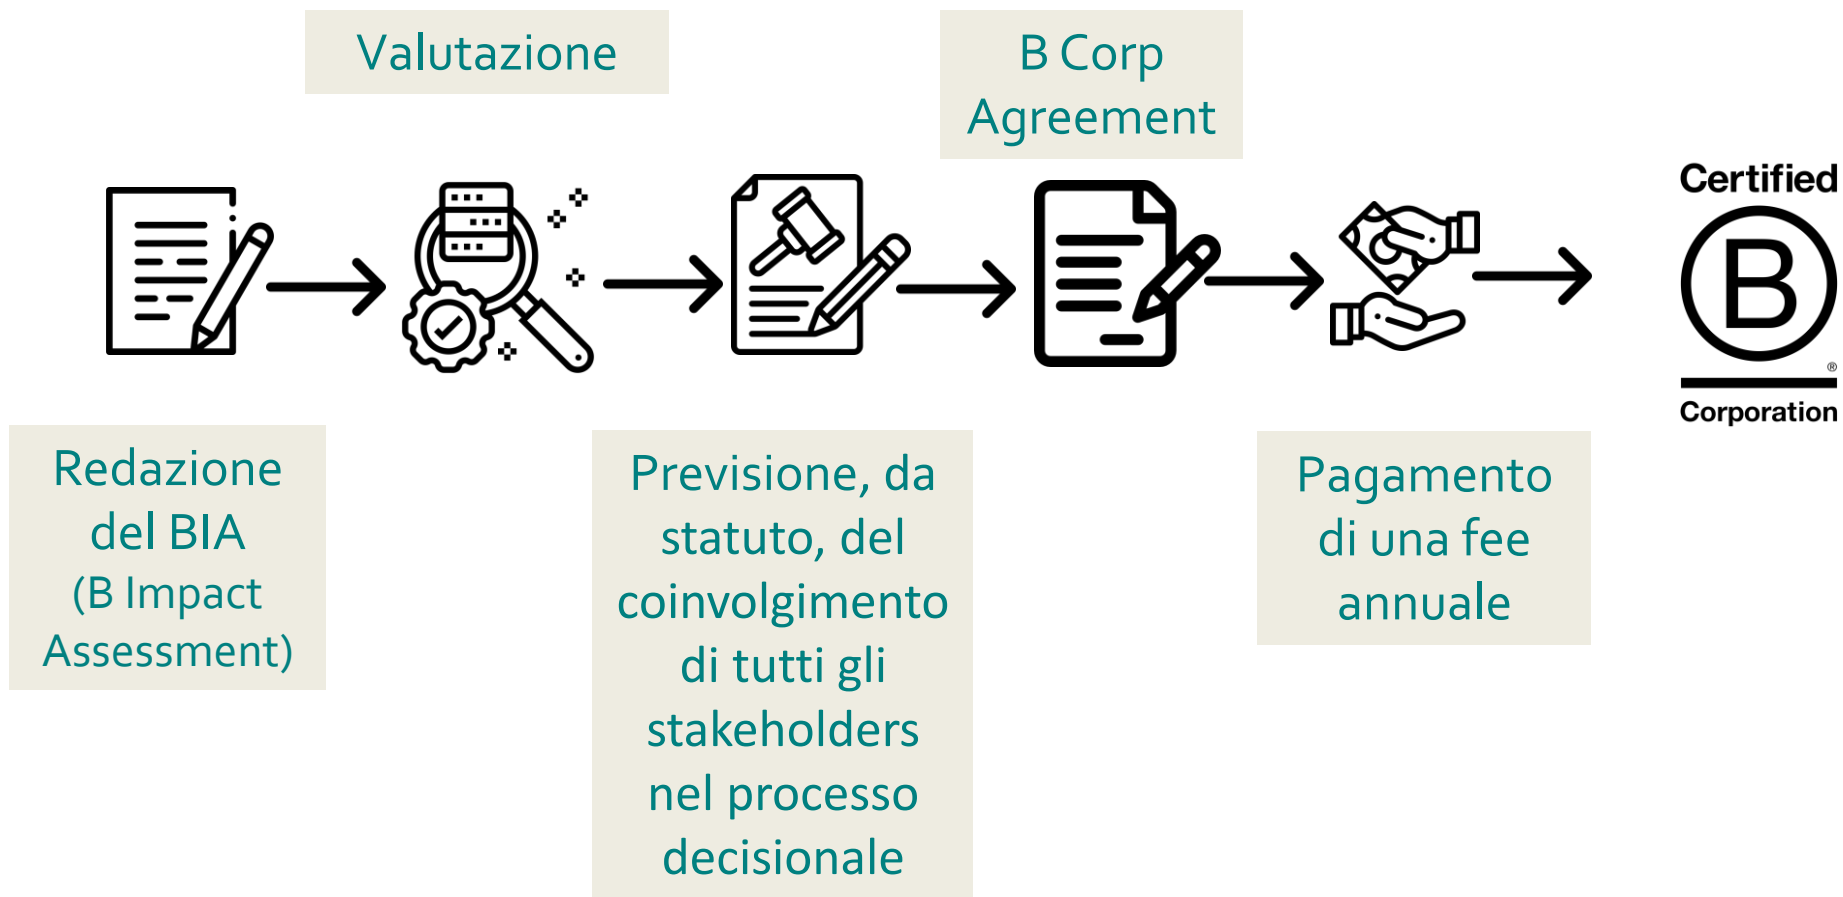 Valutazione
B Corp
Agreement
Certified
B
®
Corporation
Redazione
del BIA
(B Impact
Assessment)
Previsione, da
statuto, del
coinvolgimento
di tutti gli
stakeholders
nel processo
decisionale
Pagamento
di una fee
annuale